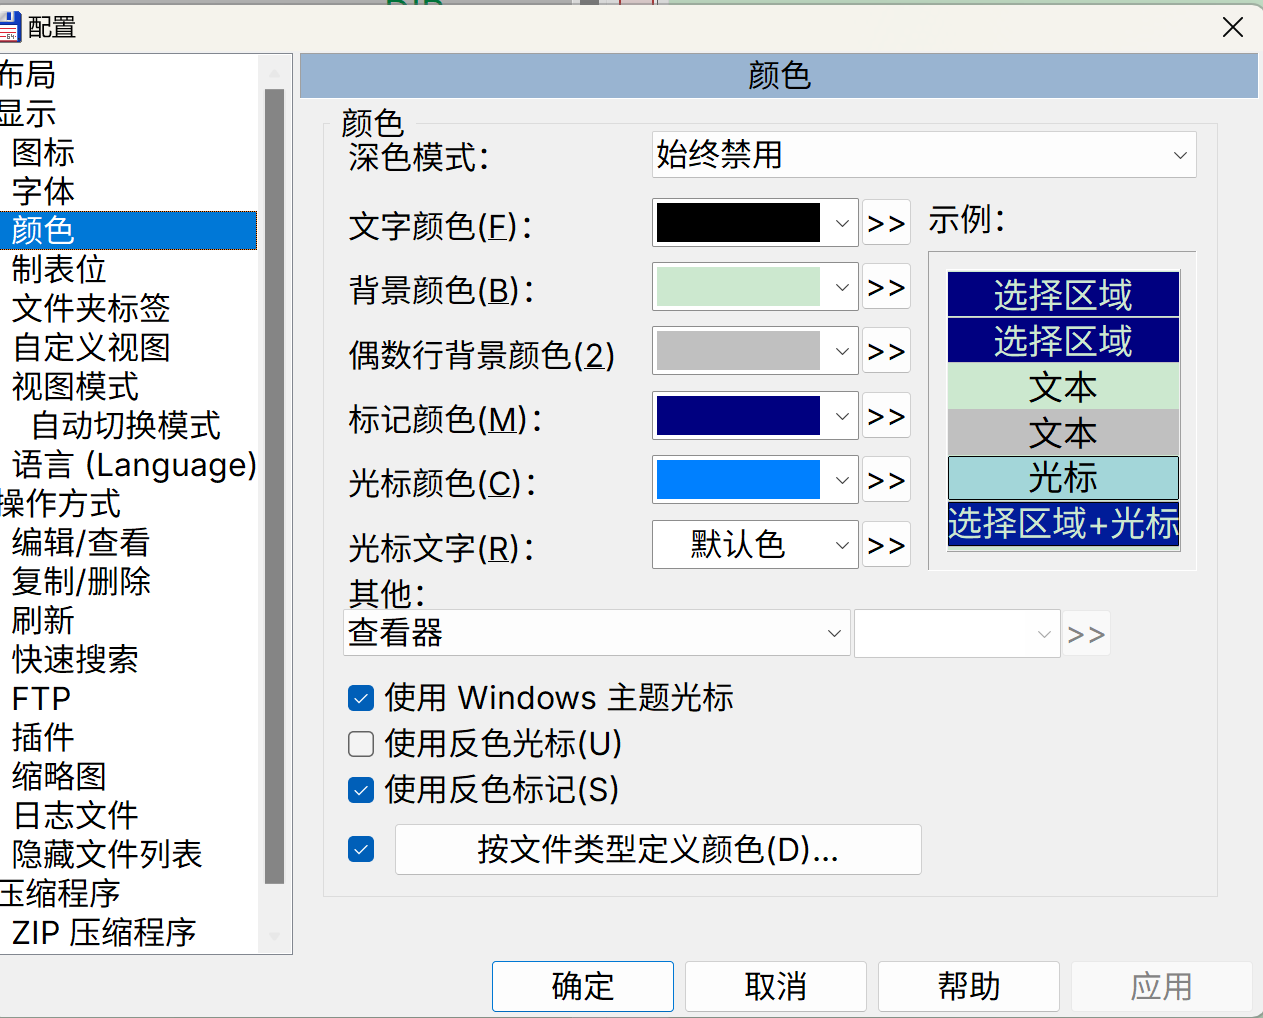 配置
布局
显示
图标
字体
颜色
制表位
文件夹标签
自定义视图
视图模式
自动切换模式
语言 (Language)
操作方式
编辑/查看
复制/删除
刷新
快速搜索
FTP
插件
缩略图
日志文件
隐藏文件列表
压缩程序
ZIP 压缩程序
颜色
颜色
深色模式：
始终禁用
文字颜色(F)：
>>
背景颜色(B)：
>>
偶数行背景颜色(2)
>>
标记颜色(M)：
>>
光标颜色(C)：
>>
光标文字(R)：
默认色
>>
示例：
选择区域
选择区域
文本
文本
光标
选择区域+光标
其他：
查看器
>>
使用 Windows 主题光标
使用反色光标(U)
使用反色标记(S)
按文件类型定义颜色(D)...
确定
取消
帮助
应用